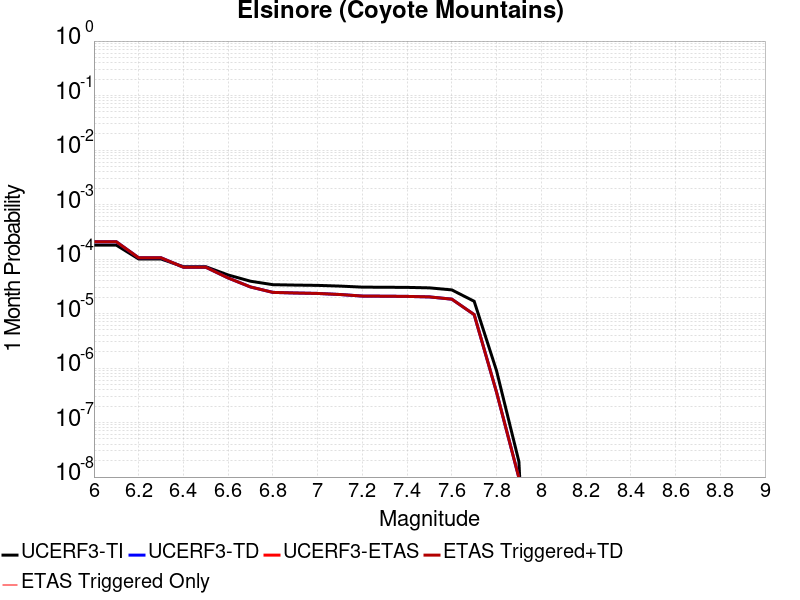 Elsinore (Coyote Mountains)
1 Month Probability
10^0
10^-1
10^-2
10^-3
10^-4
10^-5
10^-6
10^-7
10^-8
6 6.2 6.4 6.6 6.8 7 7.2 7.4 7.6 7.8 8 8.2 8.4 8.6 8.8 9
Magnitude
UCERF3-TI UCERF3-TD UCERF3-ETAS ETAS Triggered+TD
ETAS Triggered Only